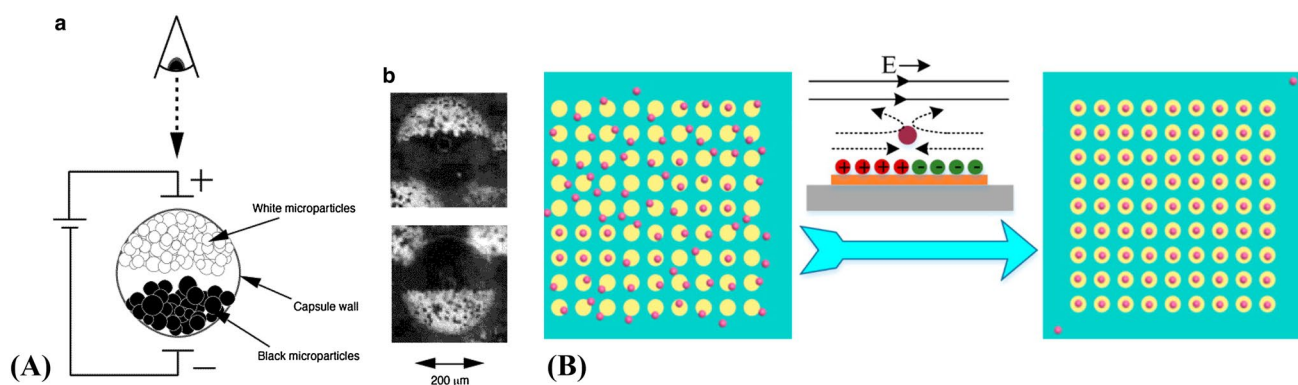 a
+
White microparticles
Capsule wall
Black microparticles
−
(A)
b
200 μm
(B)
E
+ + + + - - - -